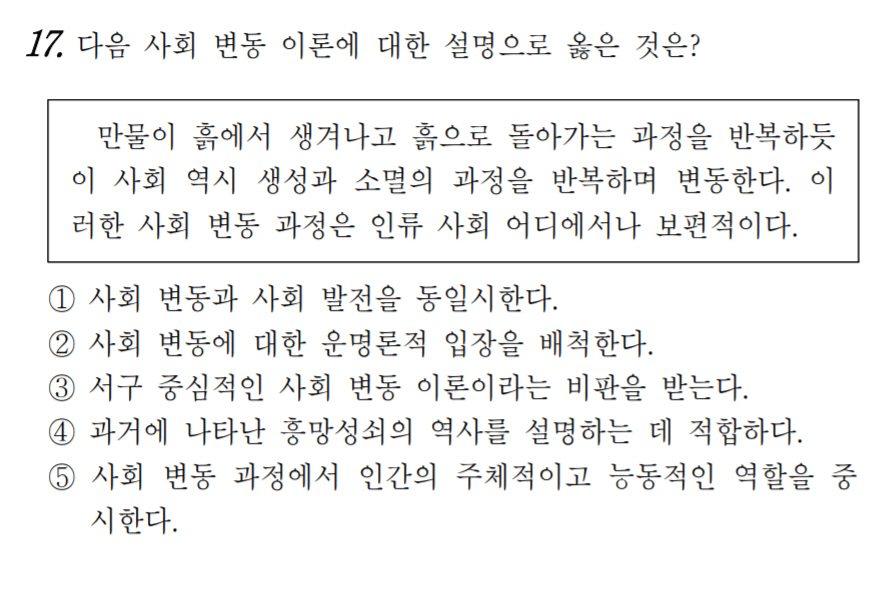 17. 다음 사회 변동 이론에 대한 설명으로 옳은 것은?
만물이 흙에서 생겨나고 흙으로 돌아가는 과정을 반복하듯
이 사회 역시 생성과 소멸의 과정을 반복하며 변동한다. 이
러한 사회 변동 과정은 인류 사회 어디에서나 보편적이다.
① 사회 변동과 사회 발전을 동일시한다.
② 사회 변동에 대한 운명론적 입장을 배척한다.
③ 서구 중심적인 사회 변동 이론이라는 비판을 받는다.
④ 과거에 나타난 흥망성쇠의 역사를 설명하는 데 적합하다.
⑤ 사회 변동 과정에서 인간의 주체적이고 능동적인 역할을 중
시한다.